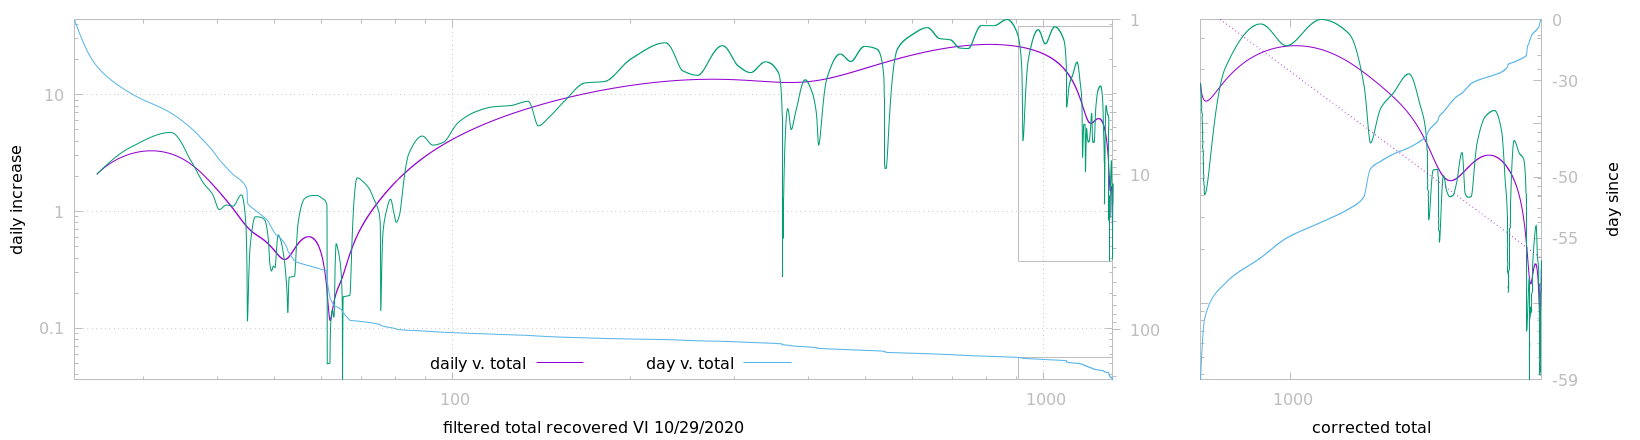 daily increase
10
1
0.1
1
10
100
daily v. total
day v. total
100
1000
filtered total recovered VI 10/29/2020
0
-30
-50
-55
-59
day since
1000
corrected total